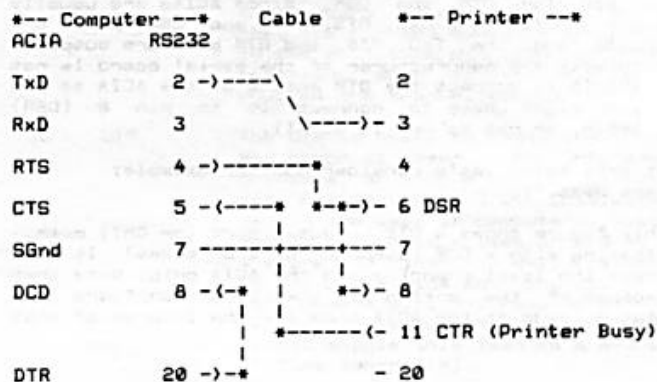 *-- Computer --* Cable *-- Printer --*
ACIA RS232
TxD 2 -)----\ 2
RxD 3 \---)- 3
RTS 4 -)--------* 4
CTS 5 -(----* *-*-)- 6 DSR
SGnd 7 ---------------- 7
DCD 8 -(-* *-)- 8
*------(- 11 CTR (Printer Busy)
DTR 20 -)-* - 20